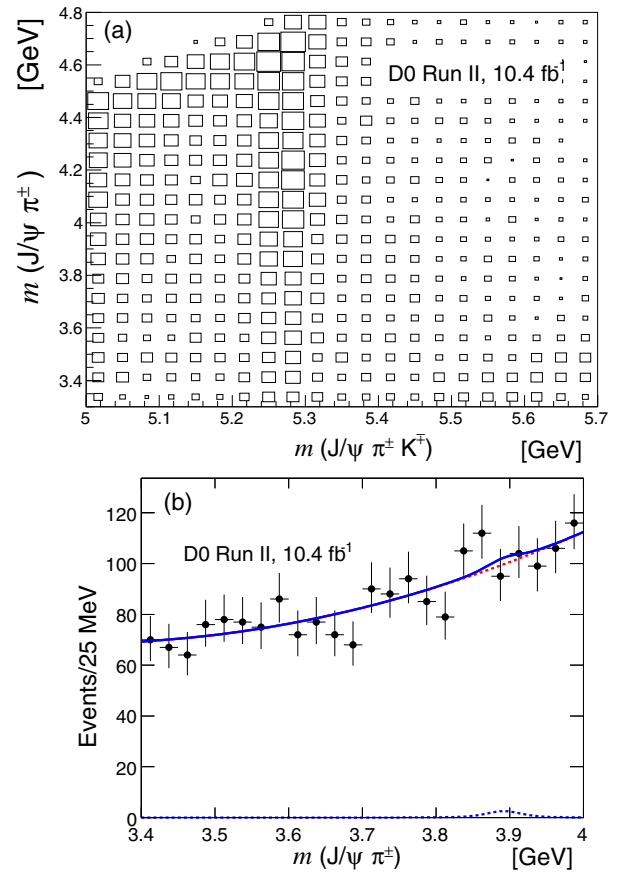 (a)
D0 Run II, 10.4 fb-1
m (J/ψ π±) [GeV]
4.8
4.6
4.4
4.2
4
3.8
3.6
3.4
5 5.1 5.2 5.3 5.4 5.5 5.6 5.7
m (J/ψ π± K∓) [GeV]
(b)
D0 Run II, 10.4 fb-1
Events/25 MeV
120
100
80
60
40
20
0
3.4 3.5 3.6 3.7 3.8 3.9 4
m (J/ψ π±) [GeV]